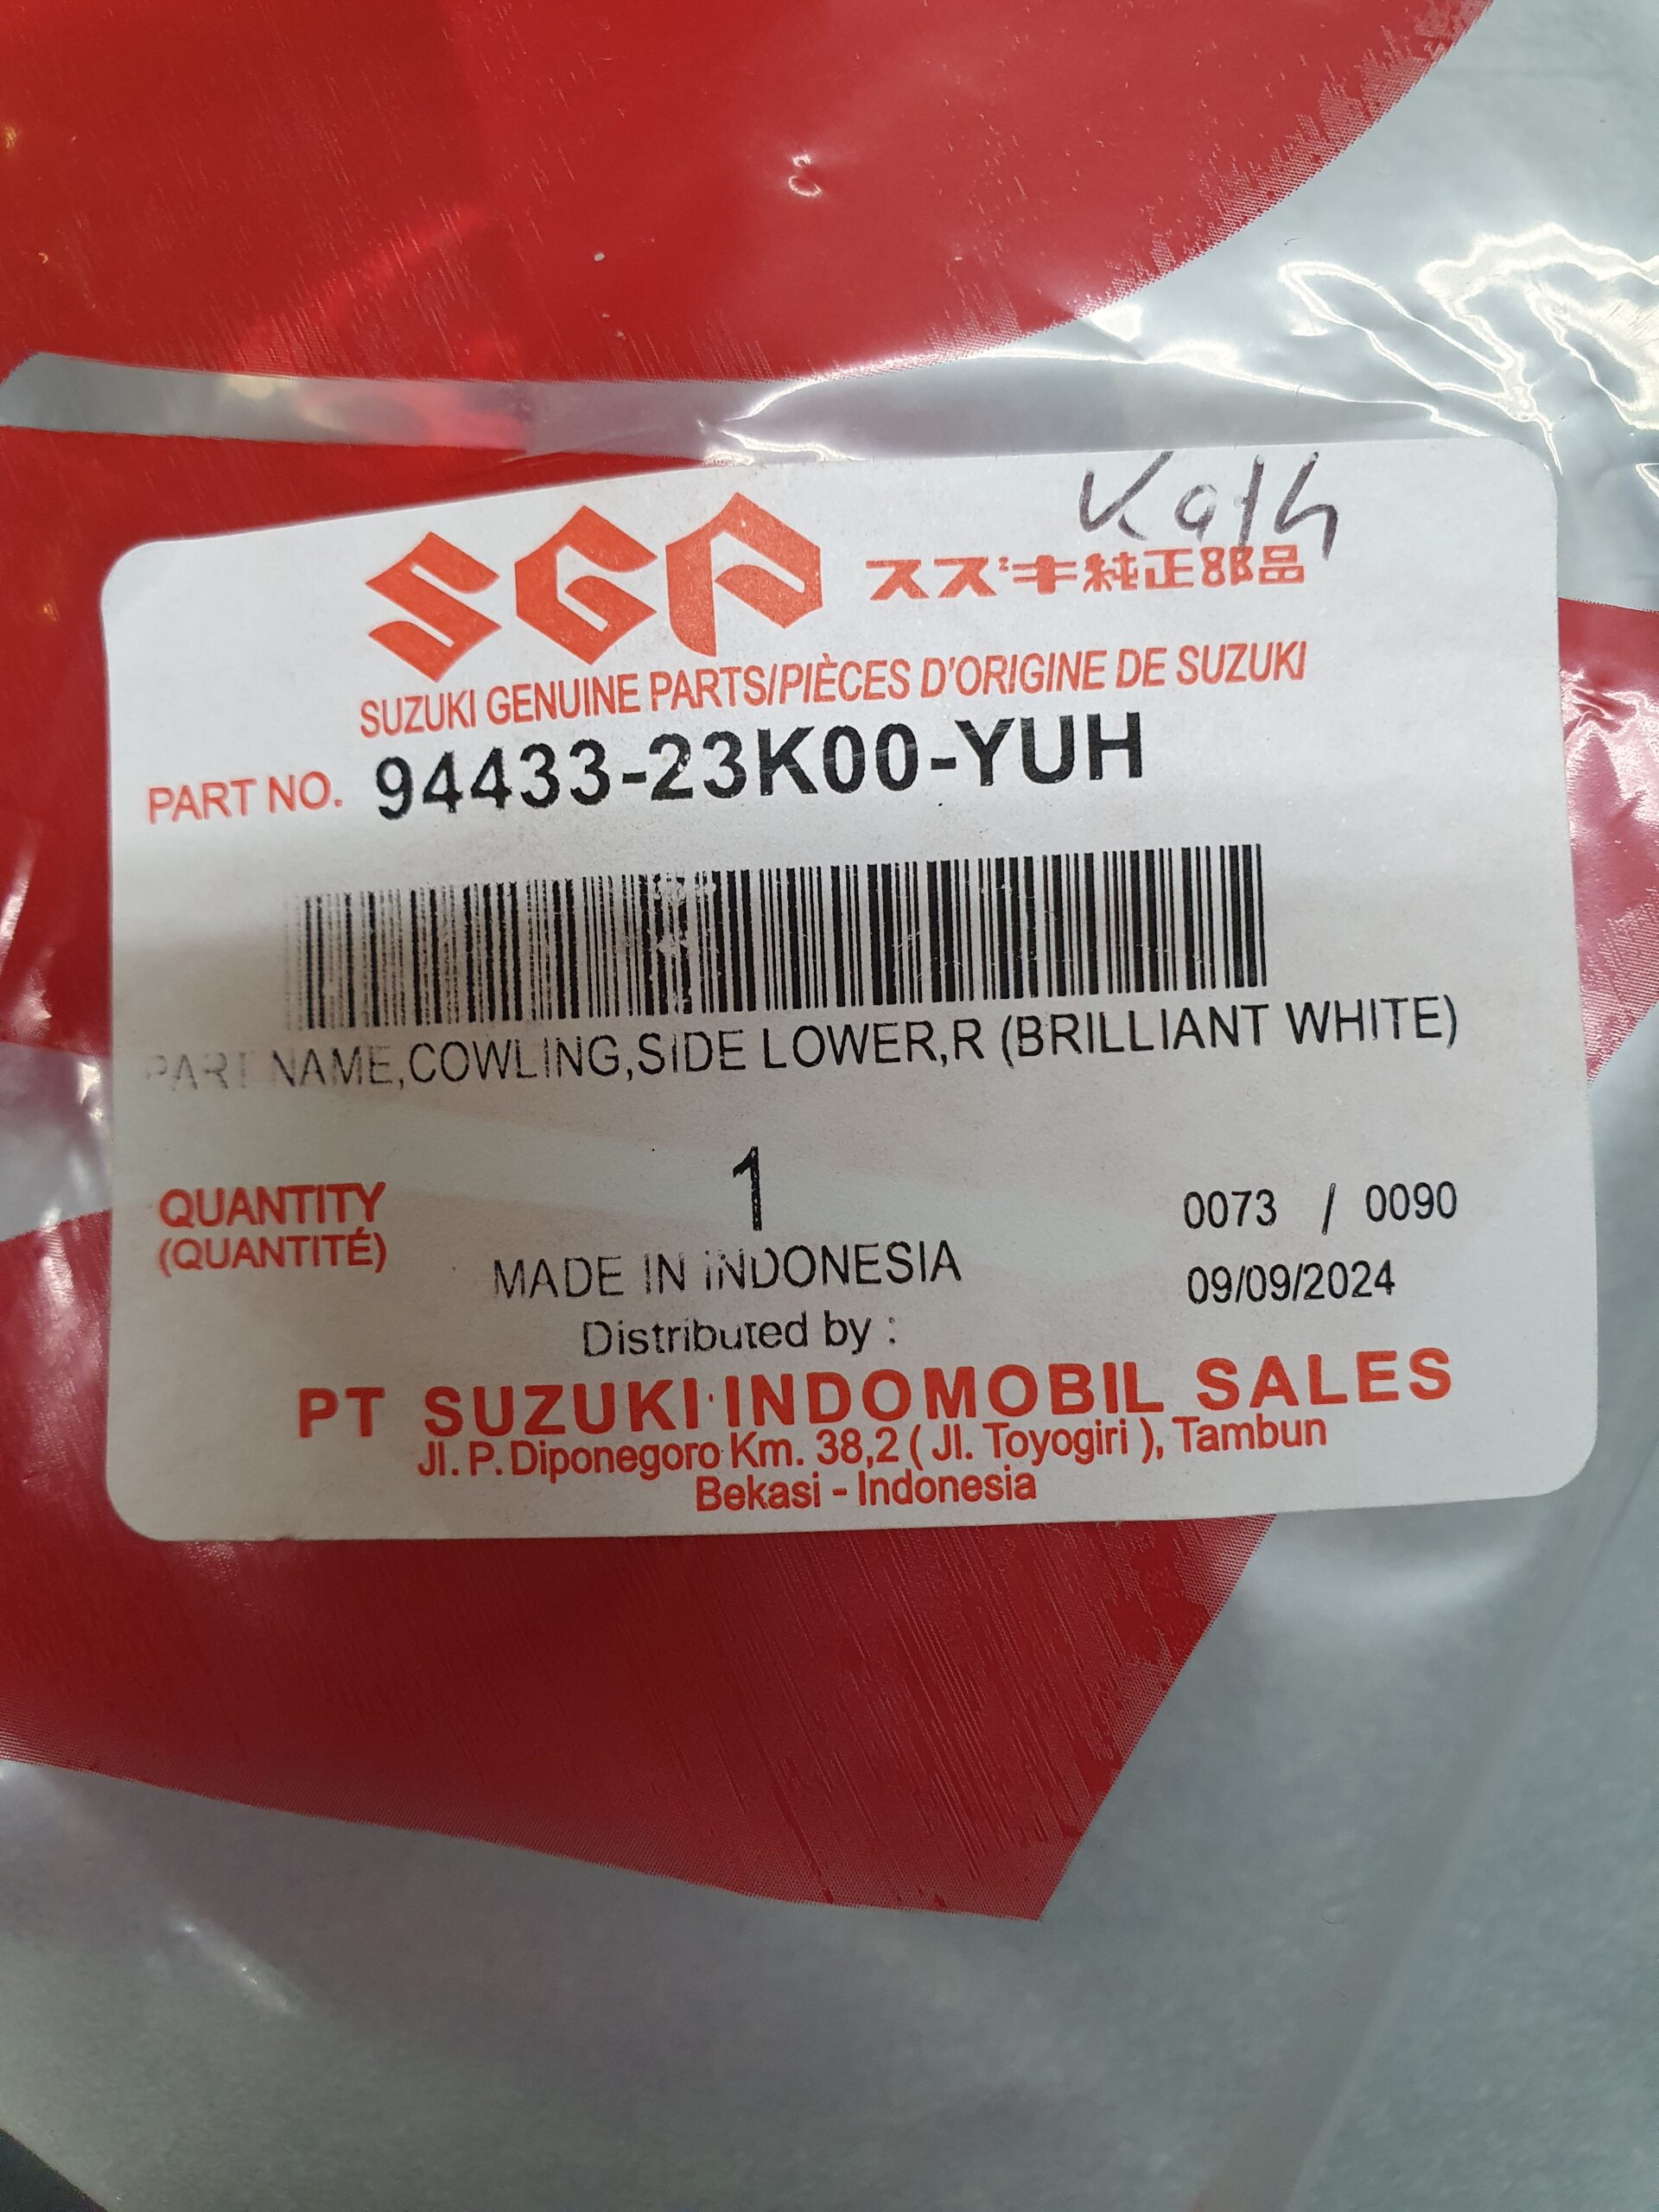 Kath
SGP スズキ純正部品
SUZUKI GENUINE PARTS/PIÈCES D'ORIGINE DE SUZUKI
PART NO. 94433-23K00-YUH
PART NAME,COWLING,SIDE LOWER,R (BRILLIANT WHITE)
QUANTITY 1 0073 / 0090
(QUANTITÉ) MADE IN INDONESIA 09/09/2024
Distributed by :
PT SUZUKI INDOMOBIL SALES
Jl. P. Diponegoro Km. 38,2 ( Jl. Toyogiri ), Tambun
Bekasi - Indonesia